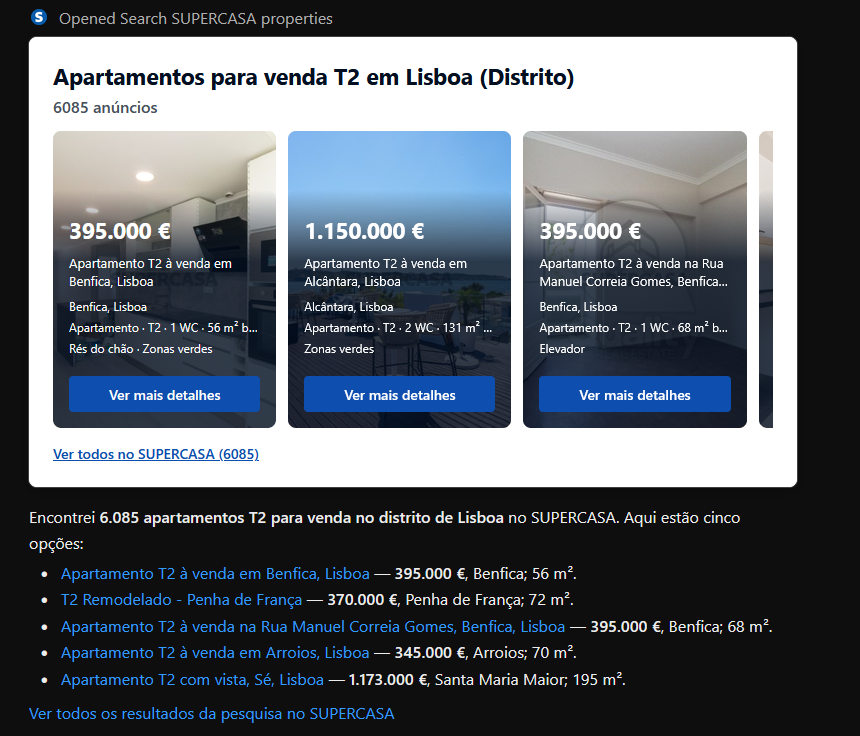 S Opened Search SUPERCASA properties
Apartamentos para venda T2 em Lisboa (Distrito)
6085 anúncios
395.000 €
Apartamento T2 à venda em
Benfica, Lisboa
Benfica, Lisboa
Apartamento · T2 · 1 WC · 56 m² b...
Rés do chão · Zonas verdes
Ver mais detalhes
1.150.000 €
Apartamento T2 à venda em
Alcântara, Lisboa
Alcântara, Lisboa
Apartamento · T2 · 2 WC · 131 m² ...
Zonas verdes
Ver mais detalhes
395.000 €
Apartamento T2 à venda na Rua
Manuel Correia Gomes, Benfica...
Benfica, Lisboa
Apartamento · T2 · 1 WC · 68 m² b...
Elevador
Ver mais detalhes
Ver todos no SUPERCASA (6085)
Encontrei 6.085 apartamentos T2 para venda no distrito de Lisboa no SUPERCASA. Aqui estão cinco
opções:
• Apartamento T2 à venda em Benfica, Lisboa — 395.000 €, Benfica; 56 m².
• T2 Remodelado - Penha de França — 370.000 €, Penha de França; 72 m².
• Apartamento T2 à venda na Rua Manuel Correia Gomes, Benfica, Lisboa — 395.000 €, Benfica; 68 m².
• Apartamento T2 à venda em Arroios, Lisboa — 345.000 €, Arroios; 70 m².
• Apartamento T2 com vista, Sé, Lisboa — 1.173.000 €, Santa Maria Maior; 195 m².
Ver todos os resultados da pesquisa no SUPERCASA